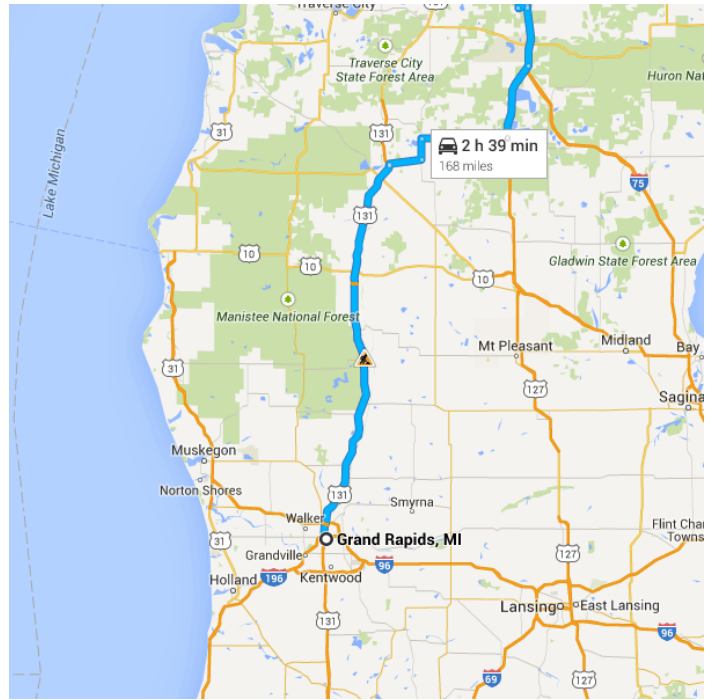 Traverse City
Traverse City
State Forest Area
Huron Nat
31
131
2 h 39 min
168 miles
75
Lake Michigan
131
10
10
Gladwin State Forest Area
10
Manistee National Forest
Mt Pleasant
Midland
Bay
31
127
Sagina
Muskegon
Norton Shores
131
Smyrna
Walker
Flint Char
Towns
31
Grand Rapids, MI
Grandville
127
96
Kentwood
196
Holland
Lansing
East Lansing
96
127
69
131